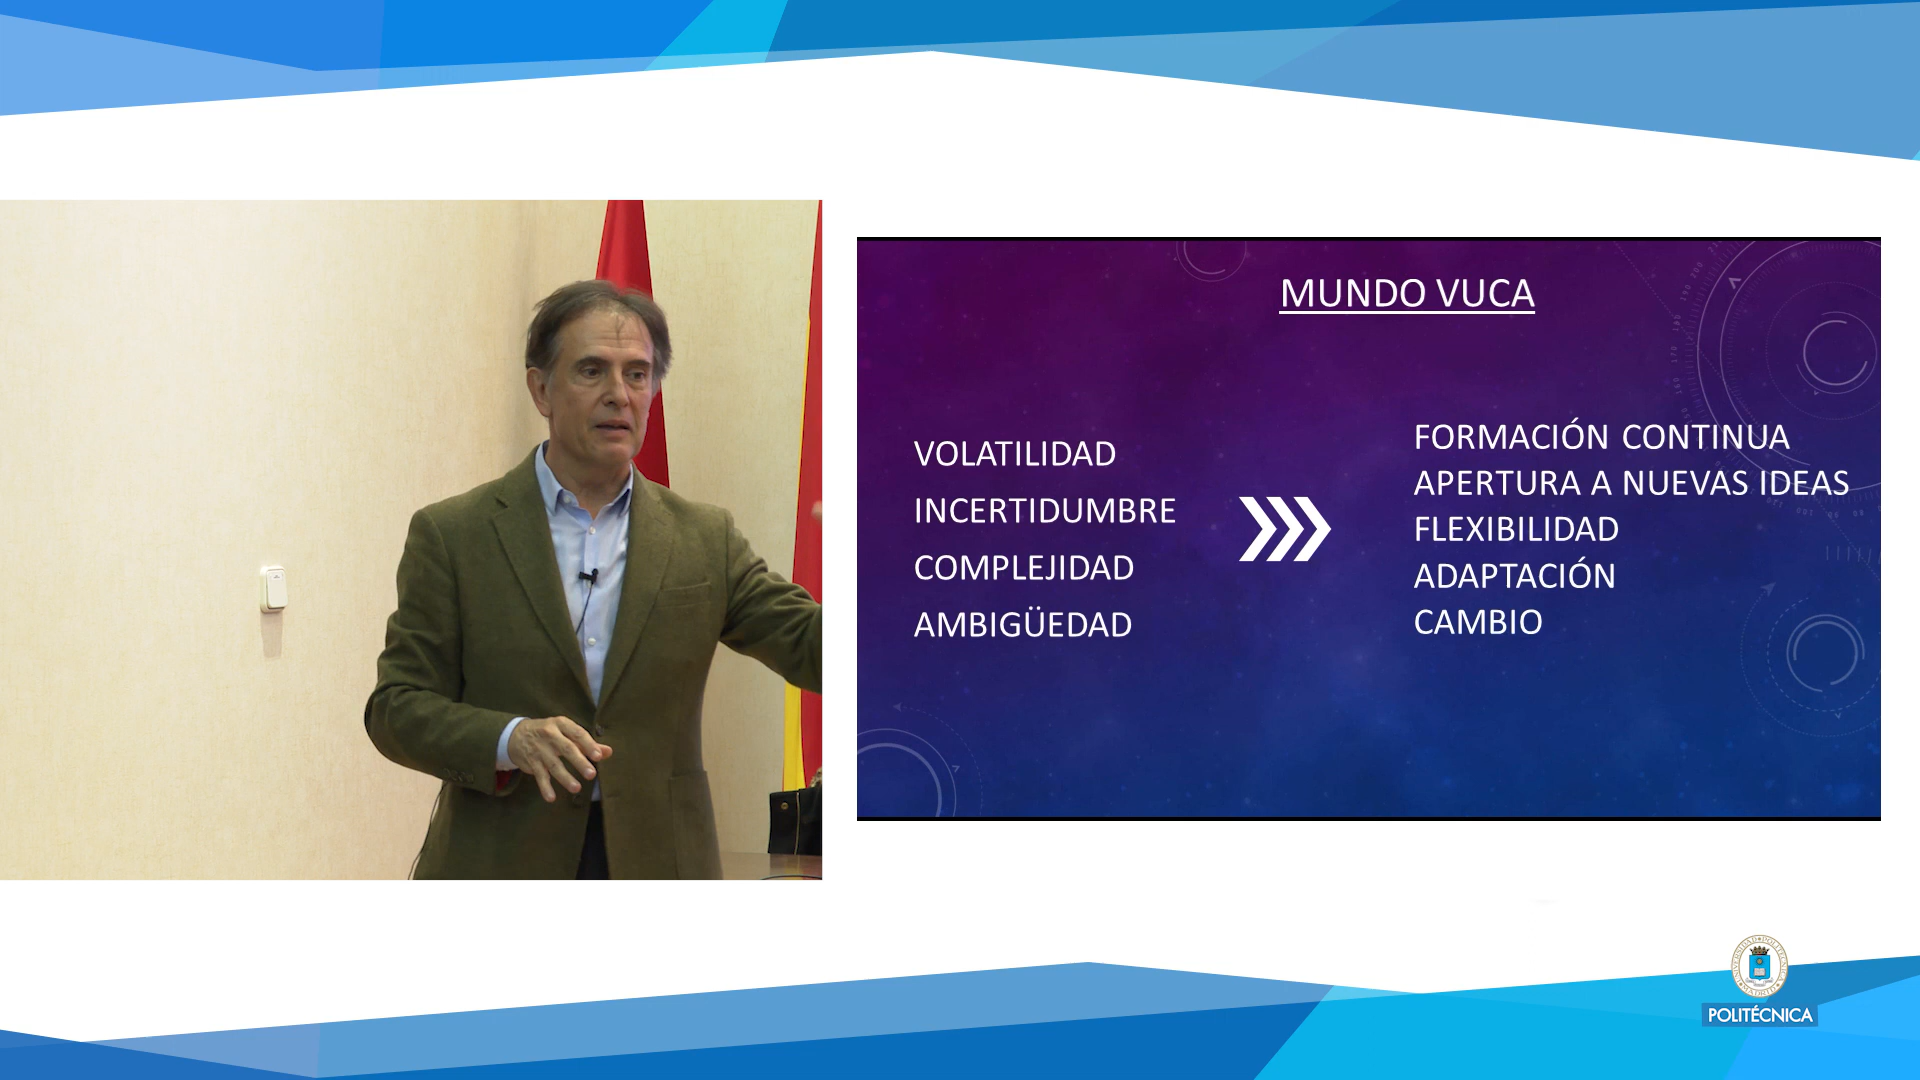 MUNDO VUCA
VOLATILIDAD
INCERTIDUMBRE
COMPLEJIDAD
AMBIGÜEDAD
FORMACIÓN CONTINUA
APERTURA A NUEVAS IDEAS
FLEXIBILIDAD
ADAPTACIÓN
CAMBIO
POLITÉCNICA